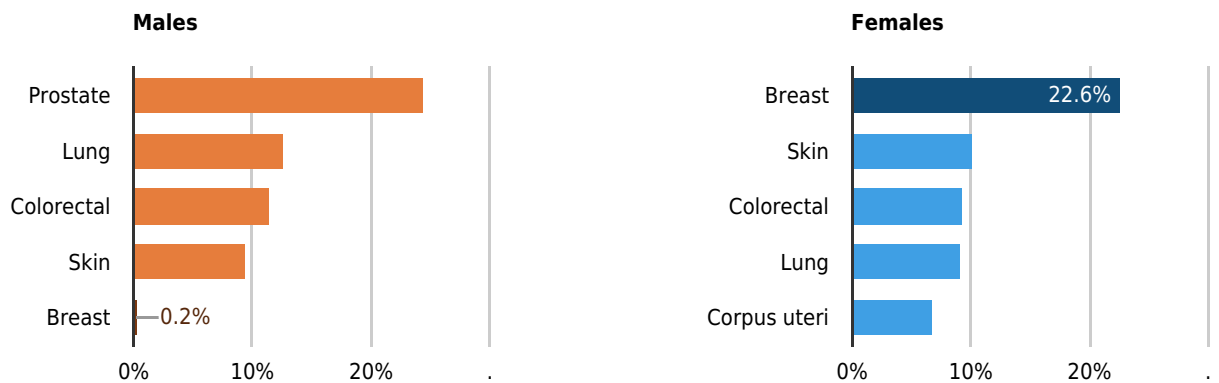 Males
Prostate
Lung
Colorectal
Skin
Breast
0.2%
0%
10%
20%
.
Females
Breast
22.6%
Skin
Colorectal
Lung
Corpus uteri
0%
10%
20%
.